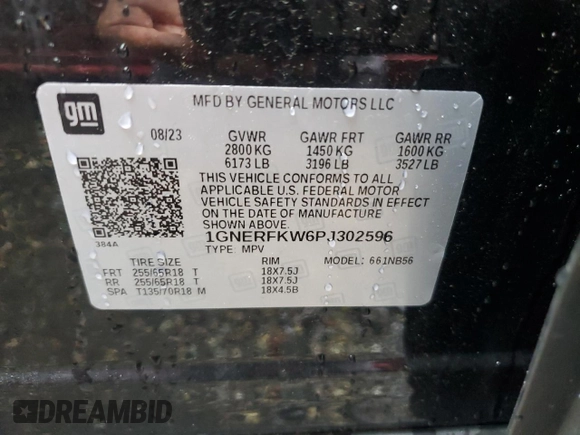 gm
MFD BY GENERAL MOTORS LLC
08/23 GVWR GAWR FRT GAWR RR
2800 KG 1450 KG 1600 KG
6173 LB 3196 LB 3527 LB
THIS VEHICLE CONFORMS TO ALL
APPLICABLE U.S. FEDERAL MOTOR
VEHICLE SAFETY STANDARDS IN EFFECT
ON THE DATE OF MANUFACTURE
SHOWN ABOVE.
384A 1GNERFKW6PJ302596
TYPE: MPV
TIRE SIZE RIM MODEL: 661NB56
FRT 255/65R18 T 18X7.5J
RR 255/65R18 T 18X7.5J
SPA T135/70R18 M 18X4.5B
DREAMBID